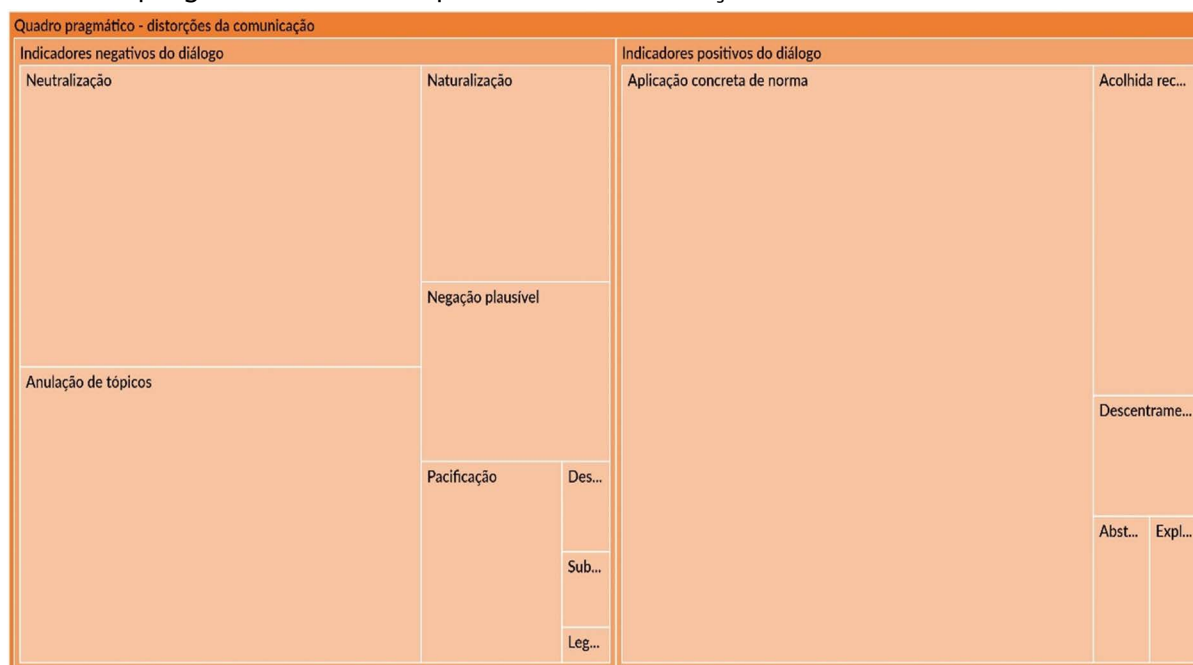 Quadro pragmático - distorções da comunicação
Indicadores negativos do diálogo
Neutralização
Naturalização
Negação plausível
Anulação de tópicos
Pacificação
Des...
Sub...
Leg...
Indicadores positivos do diálogo
Aplicação concreta de norma
Acolhida rec...
Descentrame...
Abst...
Expl...